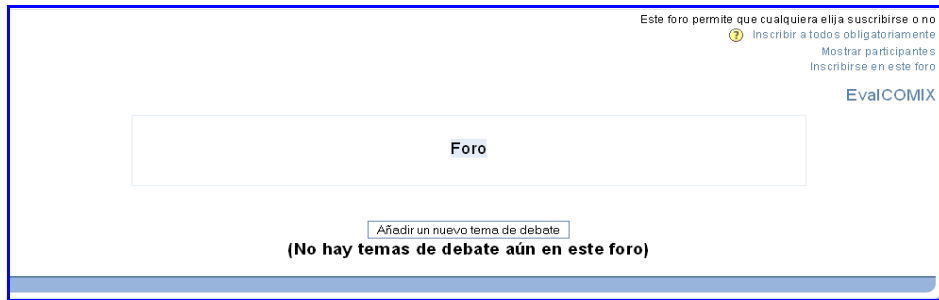 Este foro permite que cualquiera elija suscribirse o no
? Inscribir a todos obligatoriamente
Mostrar participantes
Inscribirse en este foro
EvalCOMIX
Foro
Añadir un nuevo tema de debate
(No hay temas de debate aún en este foro)